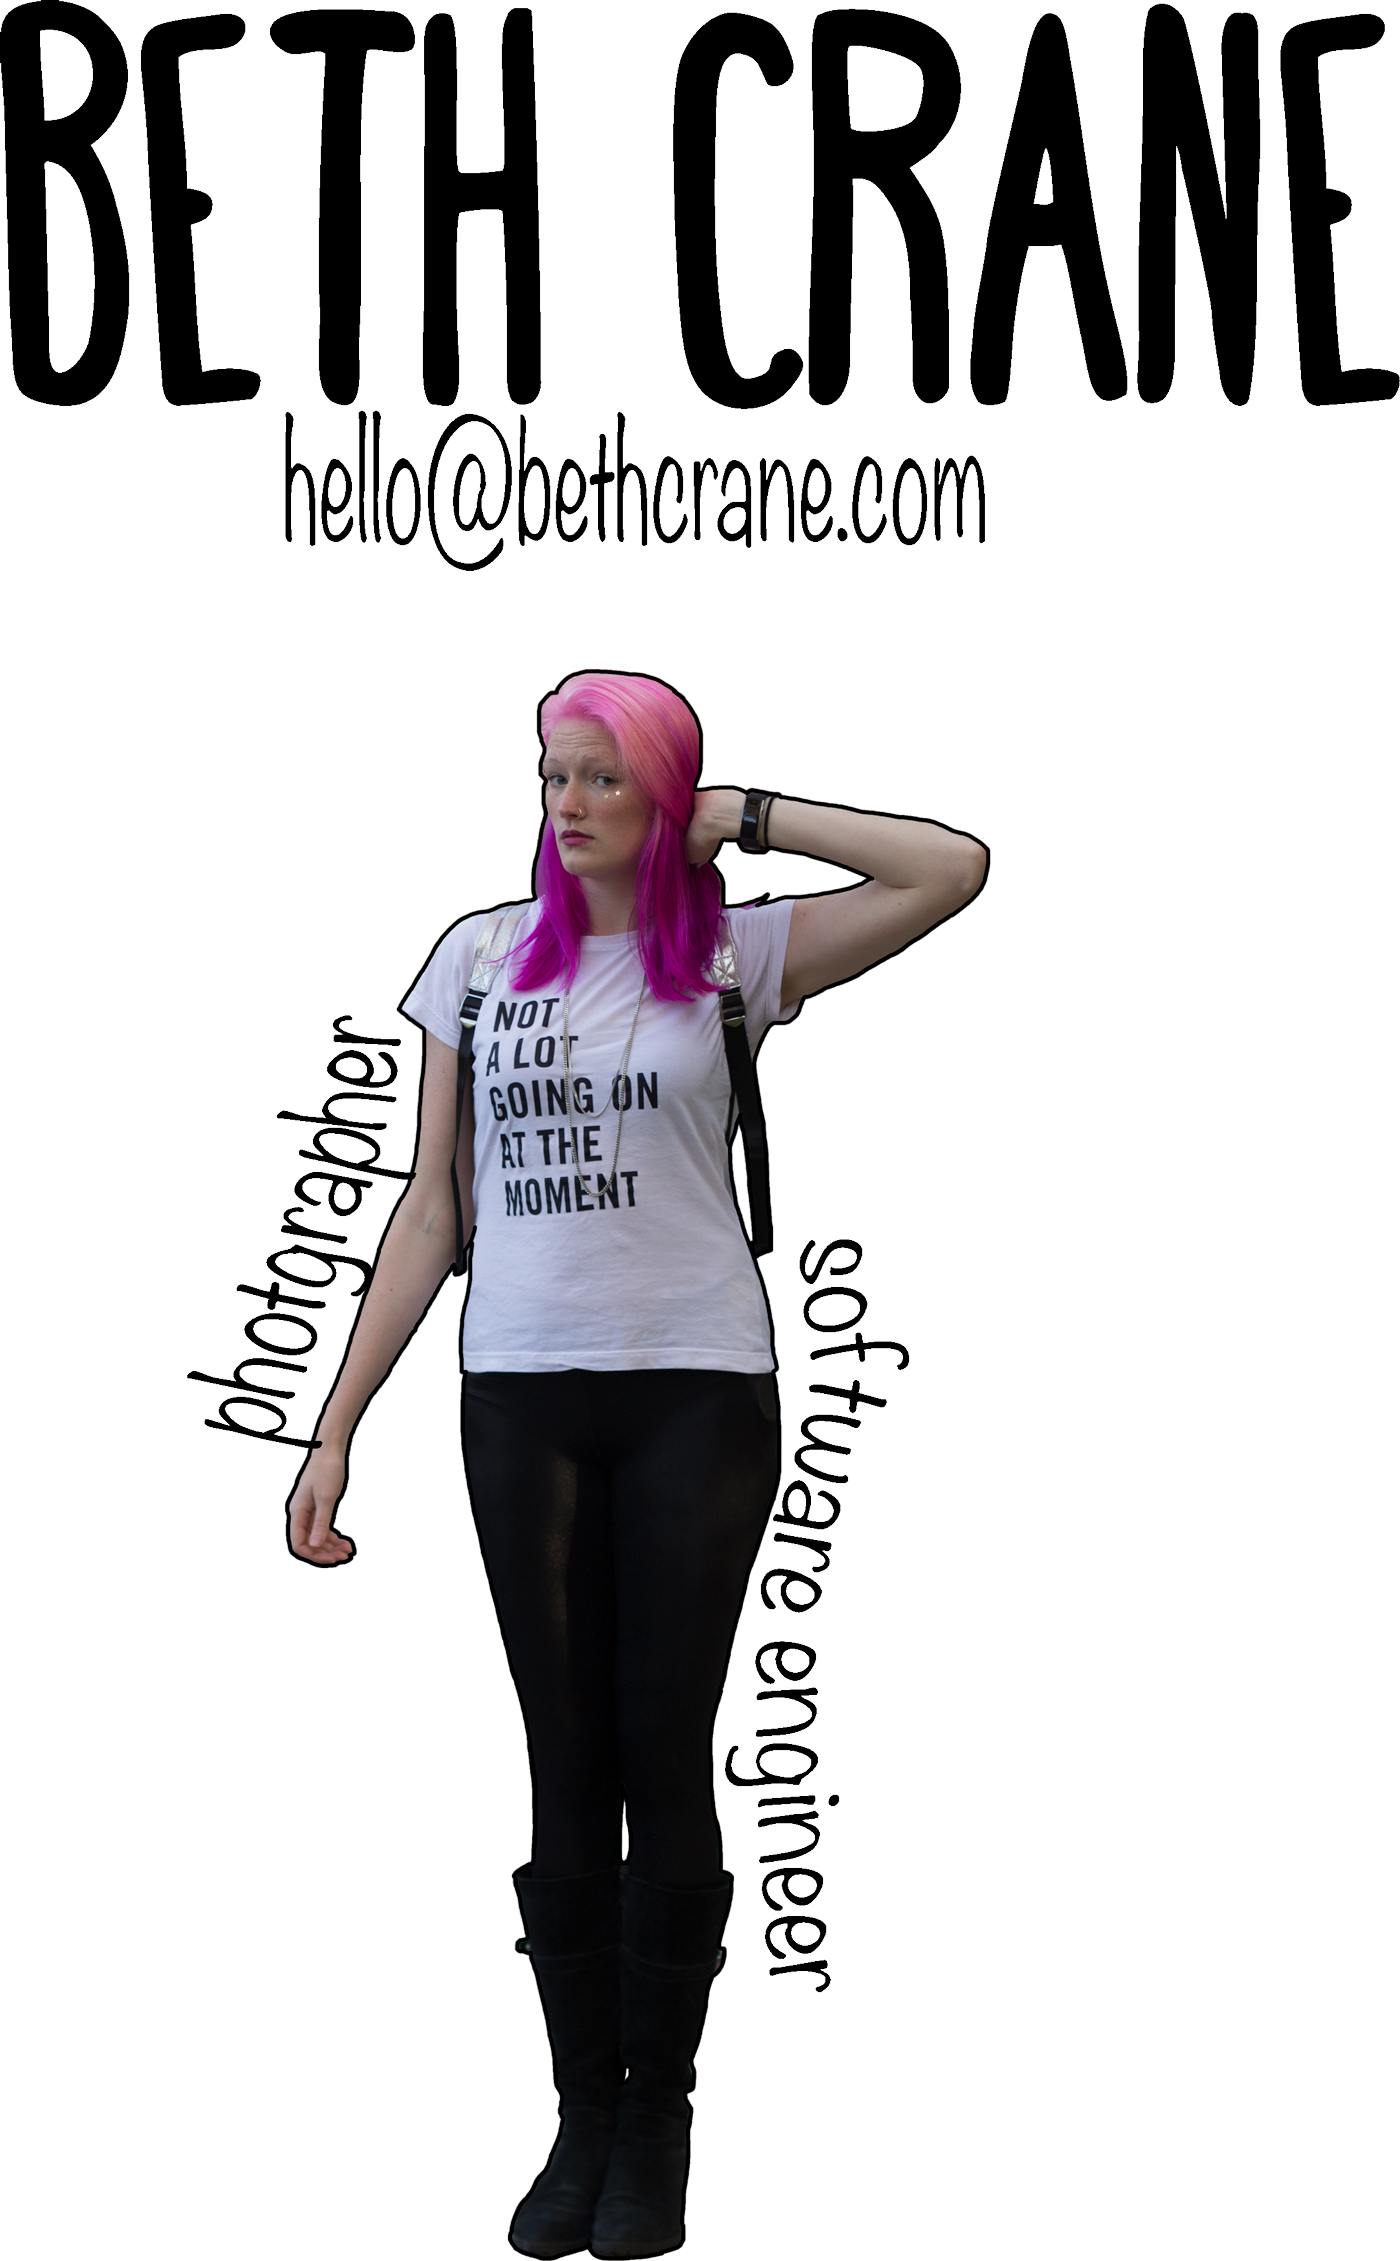 BETH CRANE
hello@bethcrane.com
photographer
NOT
A LOT
GOING ON
AT THE
MOMENT
software engineer